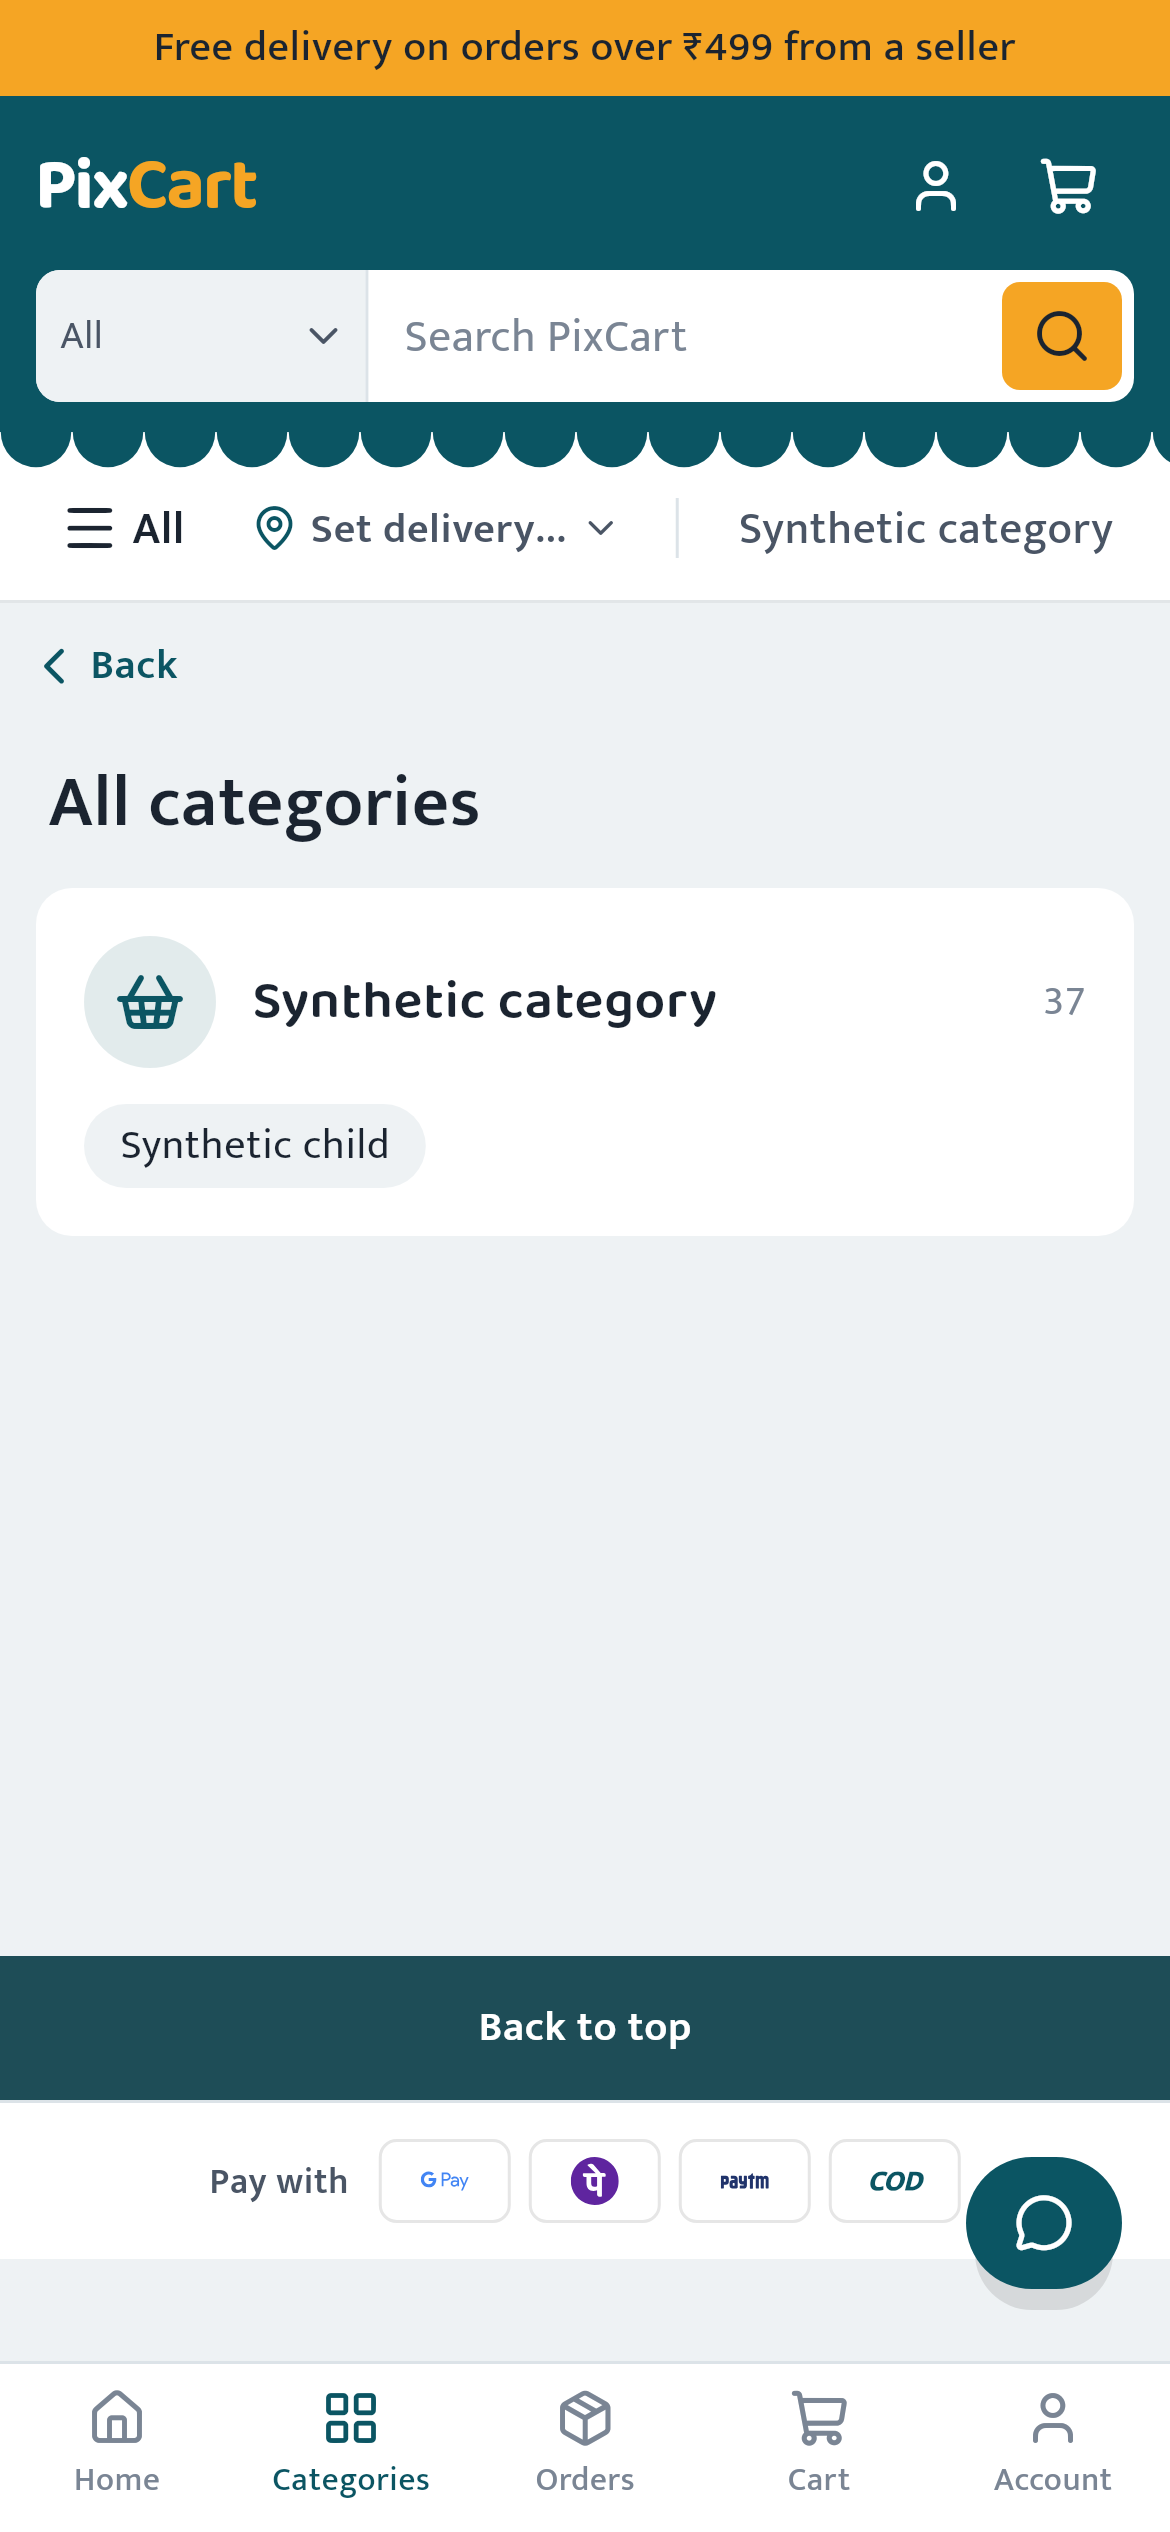 Free delivery on orders over ₹499 from a seller
PixCart
All
Search PixCart
All
Set delivery...
Synthetic category
Back
All categories
Synthetic category
37
Synthetic child
Back to top
Pay with
G Pay
पे
paytm
COD
Home
Categories
Orders
Cart
Account